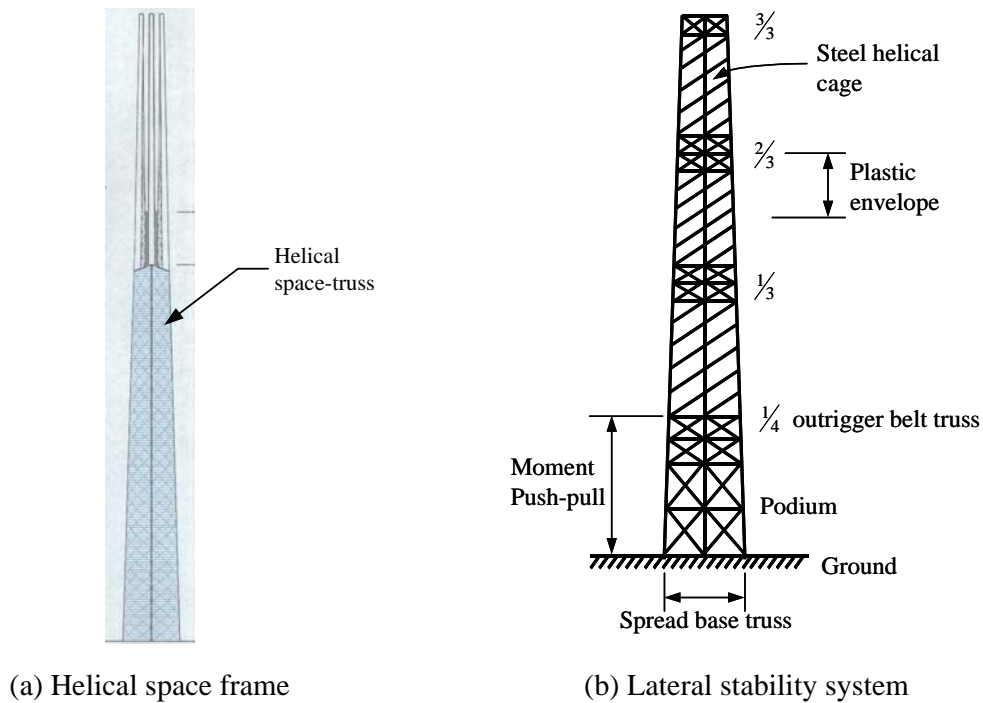 Helical
space-truss
(a) Helical space frame
3/3
Steel helical
cage
2/3
Plastic
envelope
1/3
1/4 outrigger belt truss
Moment
Push-pull
Podium
Ground
Spread base truss
(b) Lateral stability system